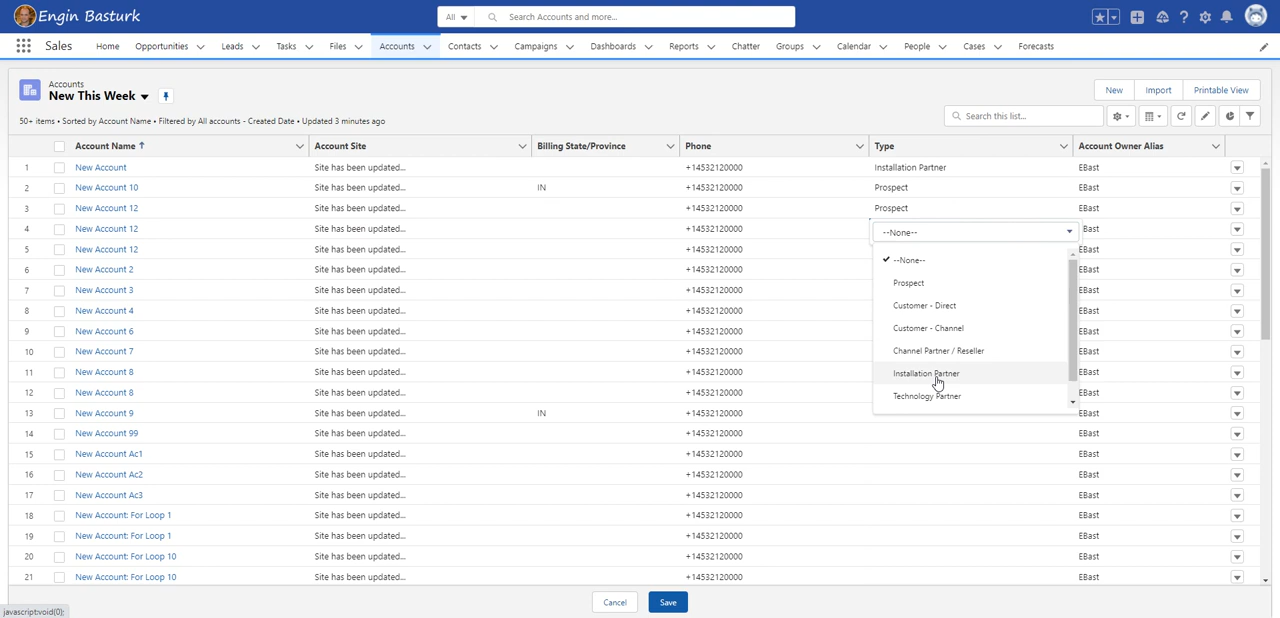 Engin Basturk
All
Search Accounts and more...
Sales
Home Opportunities Leads Tasks Files Accounts Contacts Campaigns Dashboards Reports Chatter Groups Calendar People Cases Forecasts
Accounts
New This Week
New Import Printable View
50+ items • Sorted by Account Name • Filtered by All accounts - Created Date • Updated 3 minutes ago
Search this list...
Account Name ↑ Account Site Billing State/Province Phone Type Account Owner Alias
1 New Account Site has been updated... +14532120000 Installation Partner EBast
2 New Account 10 Site has been updated... IN +14532120000 Prospect EBast
3 New Account 12 Site has been updated... +14532120000 Prospect EBast
4 New Account 12 Site has been updated... +14532120000 --None-- EBast
5 New Account 12 Site has been updated... +14532120000 EBast
6 New Account 2 Site has been updated... +14532120000 EBast
7 New Account 3 Site has been updated... +14532120000 EBast
8 New Account 4 Site has been updated... +14532120000 EBast
9 New Account 6 Site has been updated... +14532120000 EBast
10 New Account 7 Site has been updated... +14532120000 EBast
11 New Account 8 Site has been updated... +14532120000 EBast
12 New Account 8 Site has been updated... +14532120000 EBast
13 New Account 9 Site has been updated... IN +14532120000 EBast
14 New Account 99 Site has been updated... +14532120000 EBast
15 New Account Ac1 Site has been updated... +14532120000 EBast
16 New Account Ac2 Site has been updated... +14532120000 EBast
17 New Account Ac3 Site has been updated... +14532120000 EBast
18 New Account: For Loop 1 Site has been updated... +14532120000 EBast
19 New Account: For Loop 1 Site has been updated... +14532120000 EBast
20 New Account: For Loop 10 Site has been updated... +14532120000 EBast
21 New Account: For Loop 10 Site has been updated... +14532120000 EBast
--None--
Prospect
Customer - Direct
Customer - Channel
Channel Partner / Reseller
Installation Partner
Technology Partner
Cancel Save
javascript:void(0);